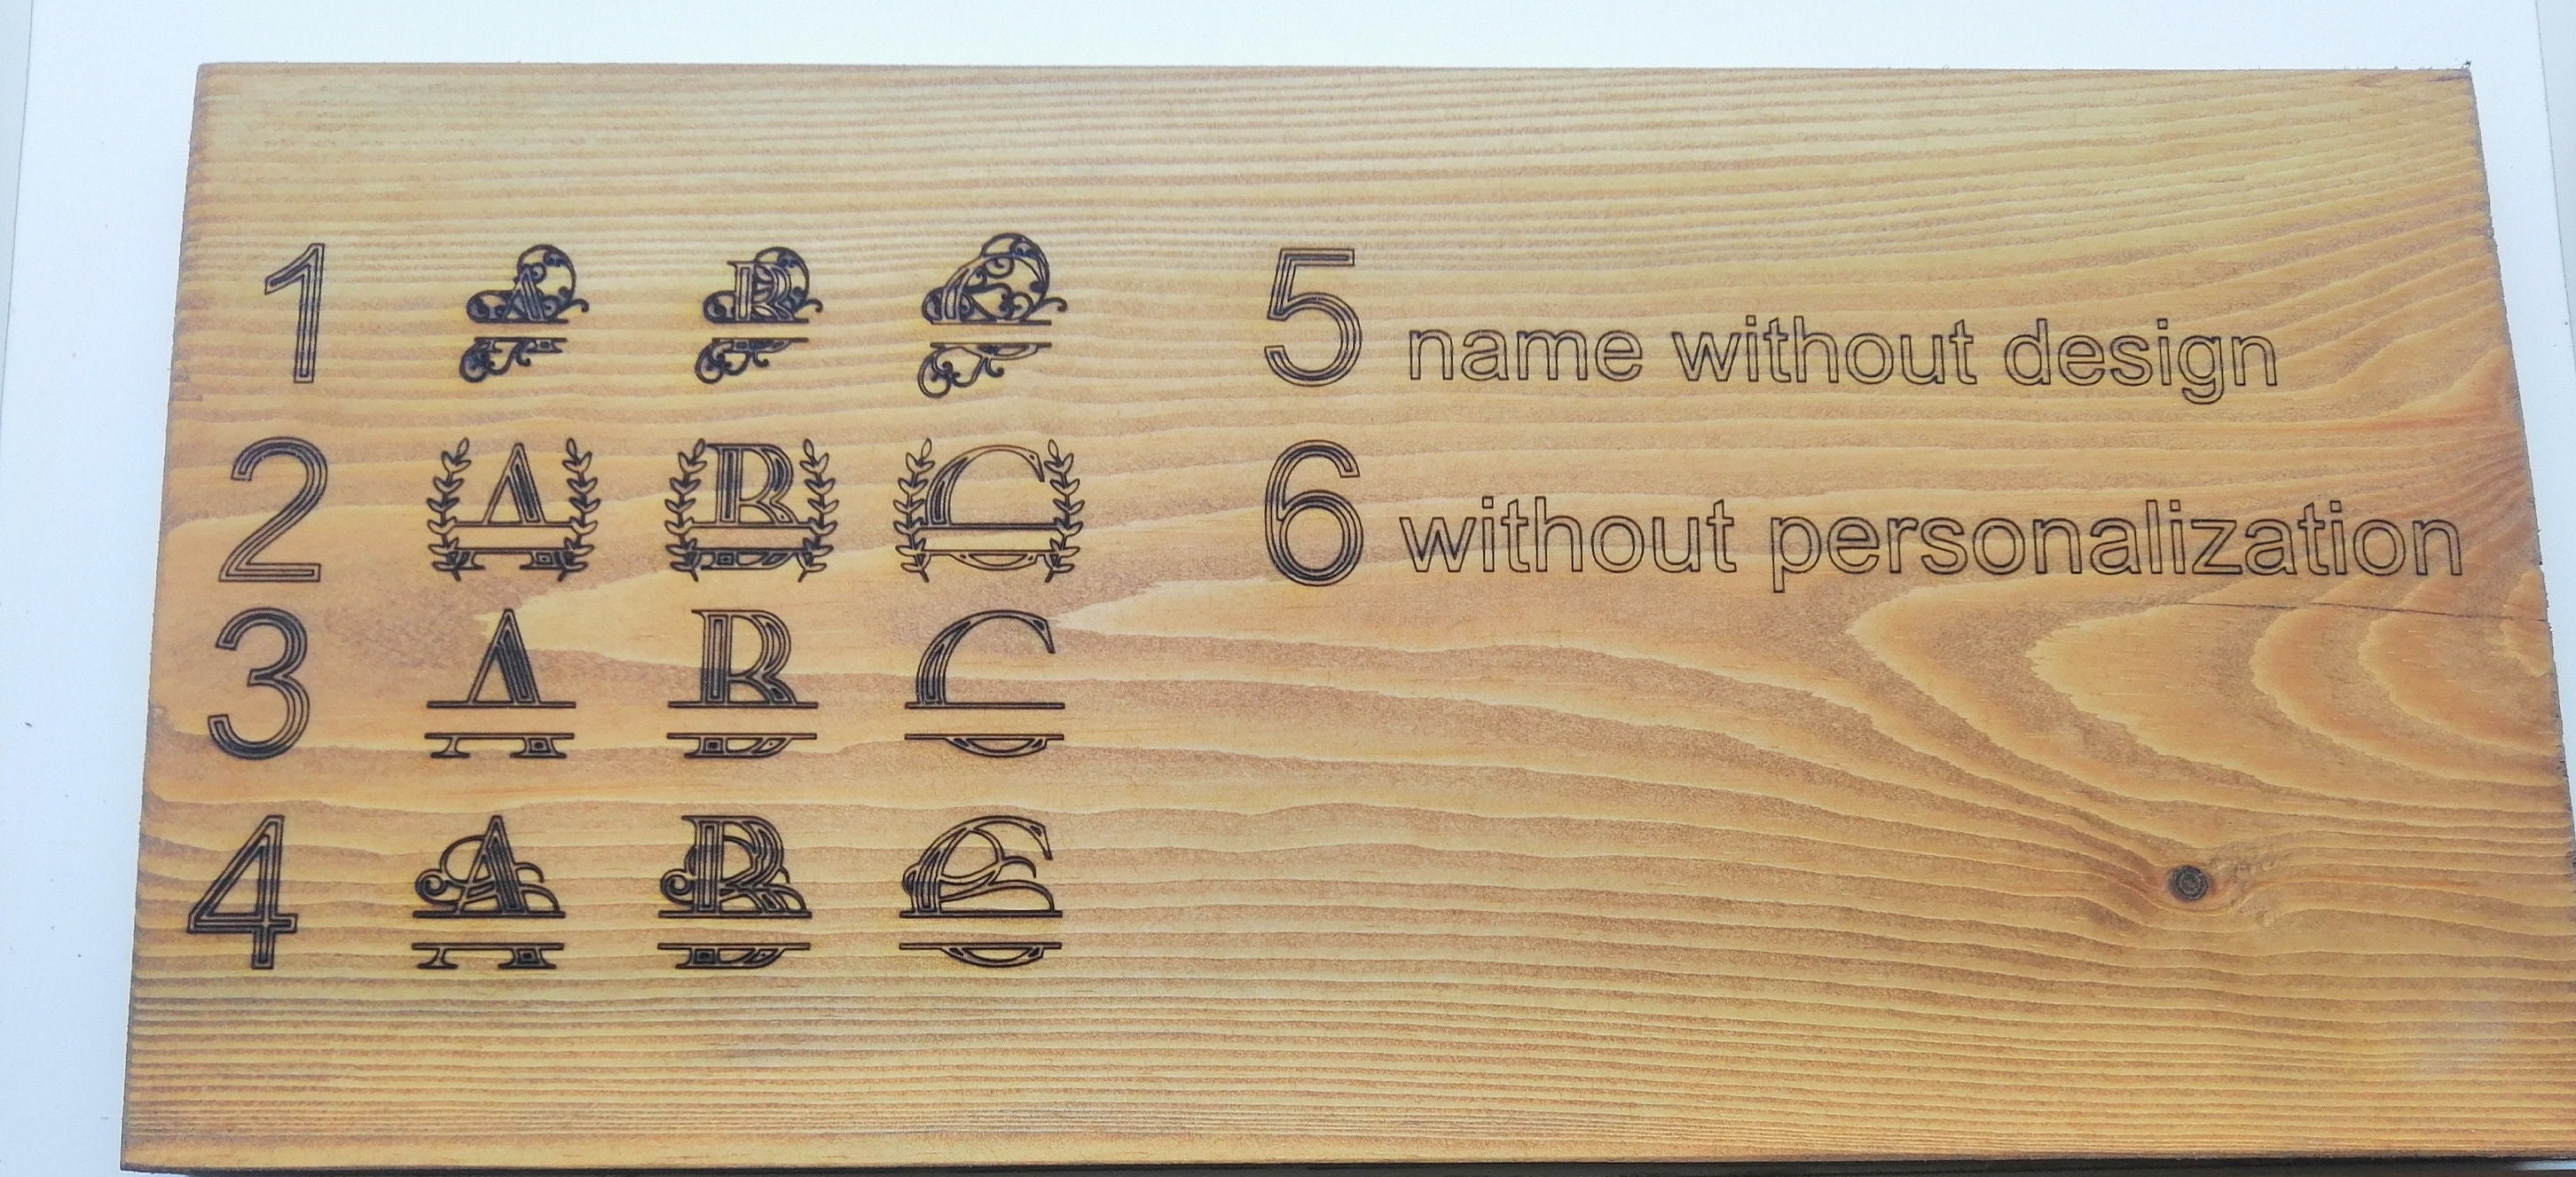 1 A B C
2 A B C
3 A B C
4 A B C
5 name without design
6 without personalization